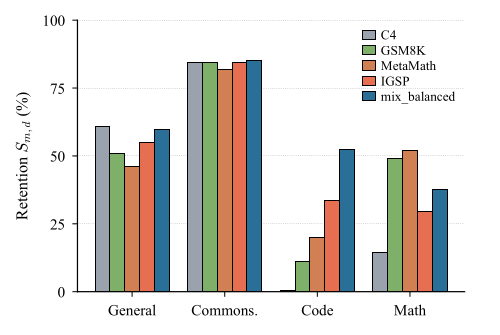 100
75
50
25
0
Retention S_{m,d} (%)
C4
GSM8K
MetaMath
IGSP
mix_balanced
General
Commons.
Code
Math